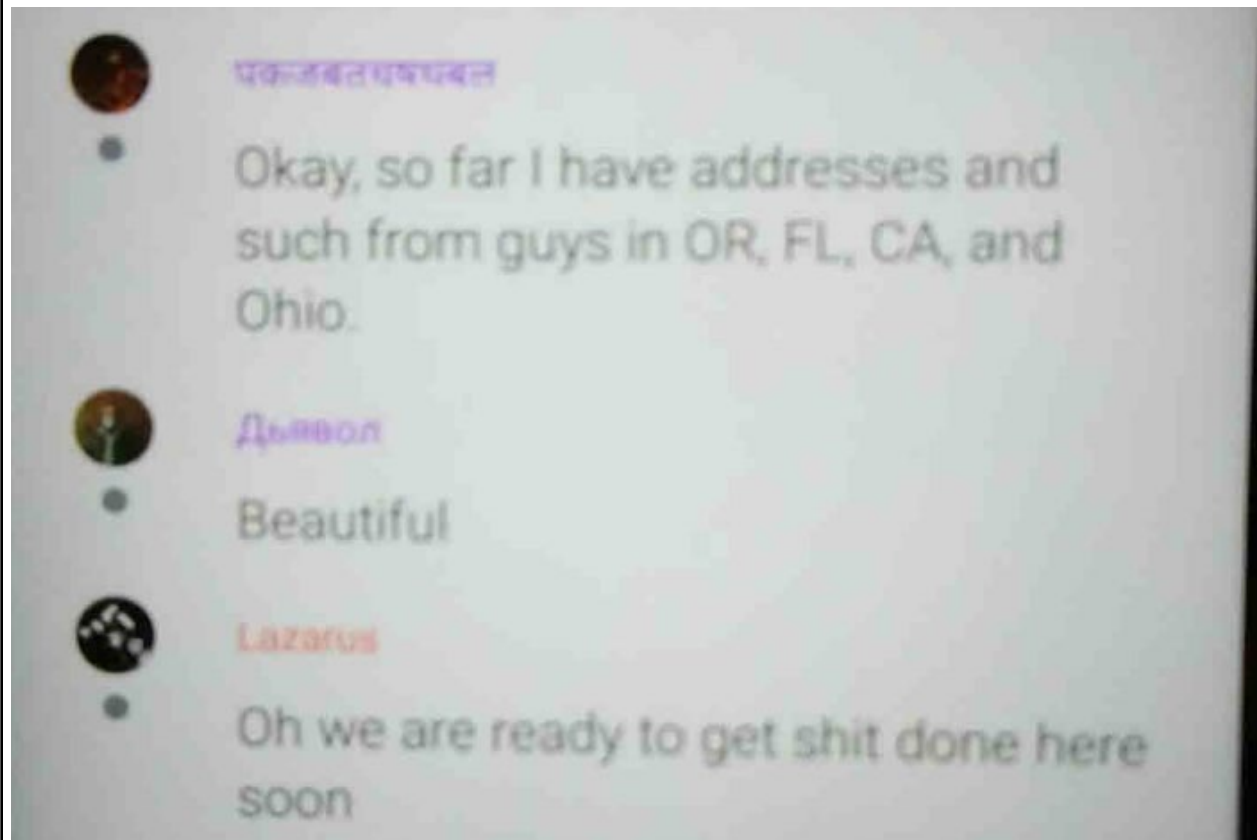 Okay, so far I have addresses and
such from guys in OR, FL, CA, and
Ohio.
Дьявол
Beautiful
Lazarus
Oh we are ready to get shit done here
soon